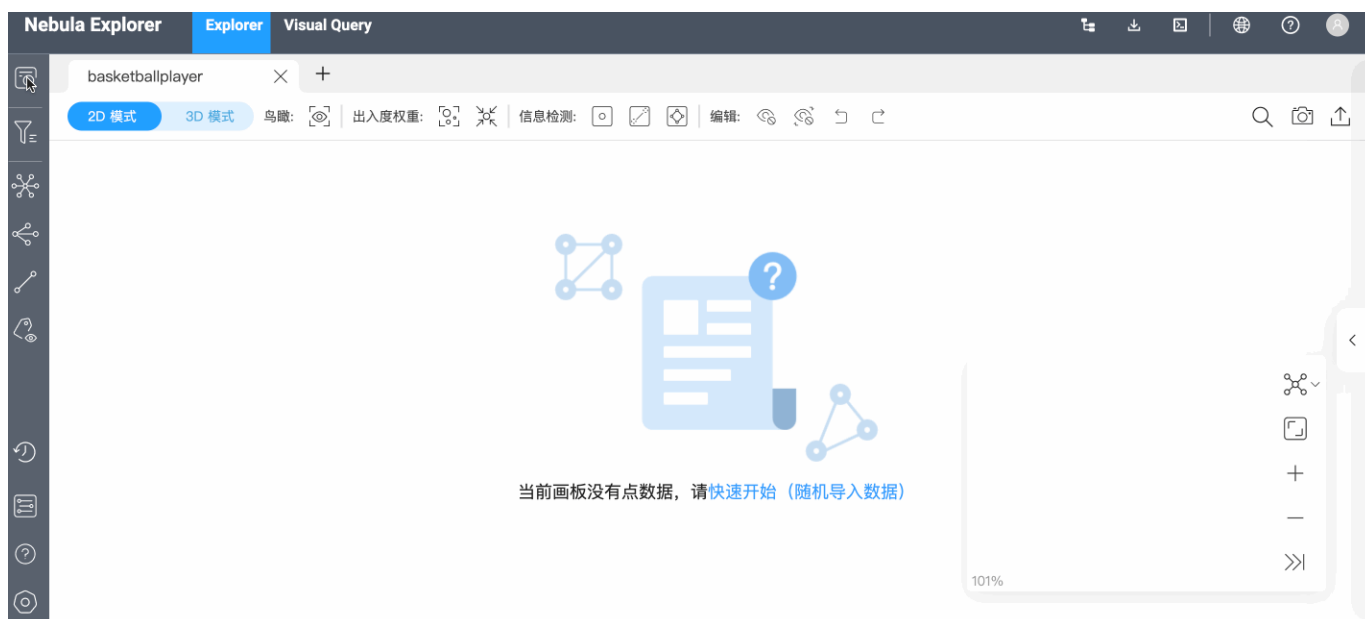 Nebula Explorer Explorer Visual Query
basketballplayer
2D 模式 3D 模式 鸟瞰: 出入度权重: 信息检测: 编辑:
当前画板没有点数据，请快速开始（随机导入数据）
101%